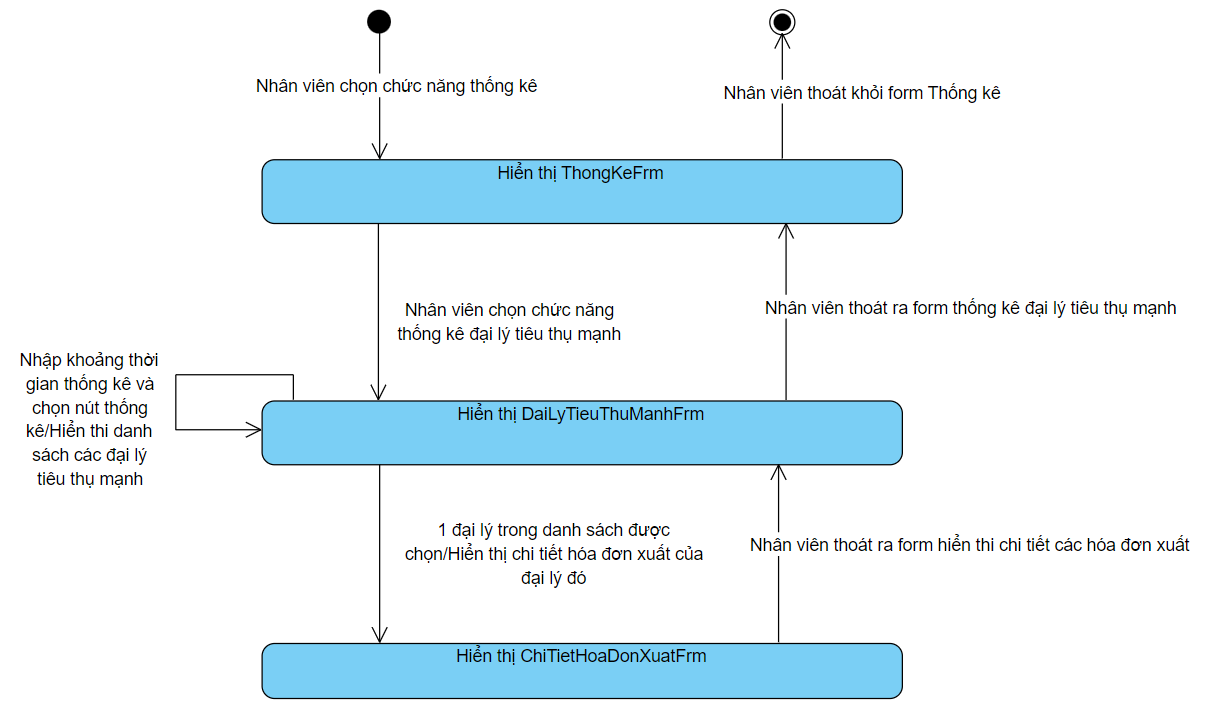 Nhân viên chọn chức năng thống kê
Nhân viên thoát khỏi form Thống kê
Hiển thị ThongKeFrm
Nhân viên chọn chức năng
thống kê đại lý tiêu thụ mạnh
Nhân viên thoát ra form thống kê đại lý tiêu thụ mạnh
Nhập khoảng thời
gian thống kê và
chọn nút thống
kê/Hiển thi danh
sách các đại lý
tiêu thụ mạnh
Hiển thị DaiLyTieuThuManhFrm
1 đại lý trong danh sách được
chọn/Hiển thị chi tiết hóa đơn xuất của
đại lý đó
Nhân viên thoát ra form hiển thi chi tiết các hóa đơn xuất
Hiển thị ChiTietHoaDonXuatFrm